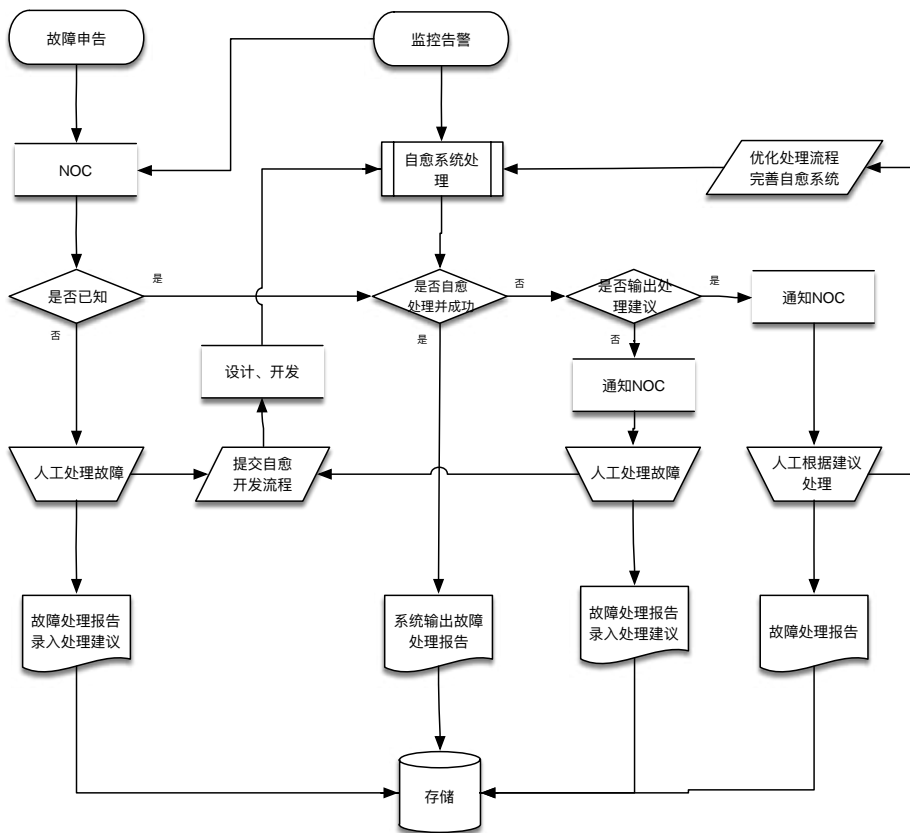 故障申告
监控告警
NOC
自愈系统处
理
优化处理流程
完善自愈系统
是否已知
是
否
是否自愈
处理并成功
否
是
是否输出处
理建议
是
否
通知NOC
设计、开发
通知NOC
人工处理故障
提交自愈
开发流程
人工处理故障
人工根据建议
处理
故障处理报告
录入处理建议
系统输出故障
处理报告
故障处理报告
录入处理建议
故障处理报告
存储